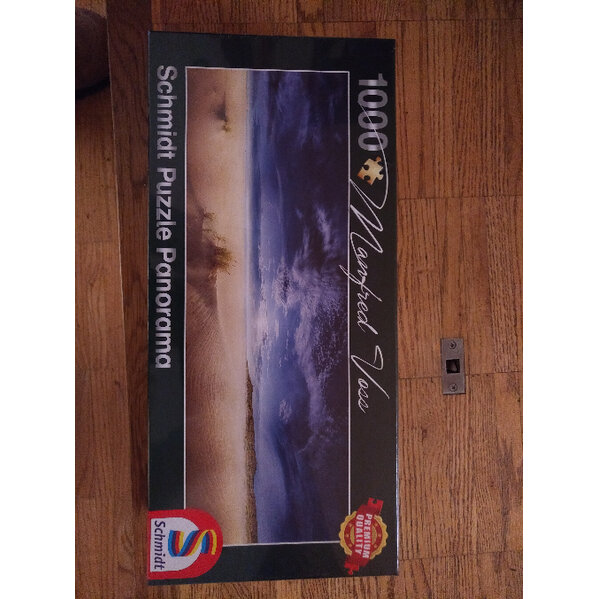 1000
Manfred Voss
Schmidt Puzzle Panorama
PREMIUM
QUALITY
Schmidt